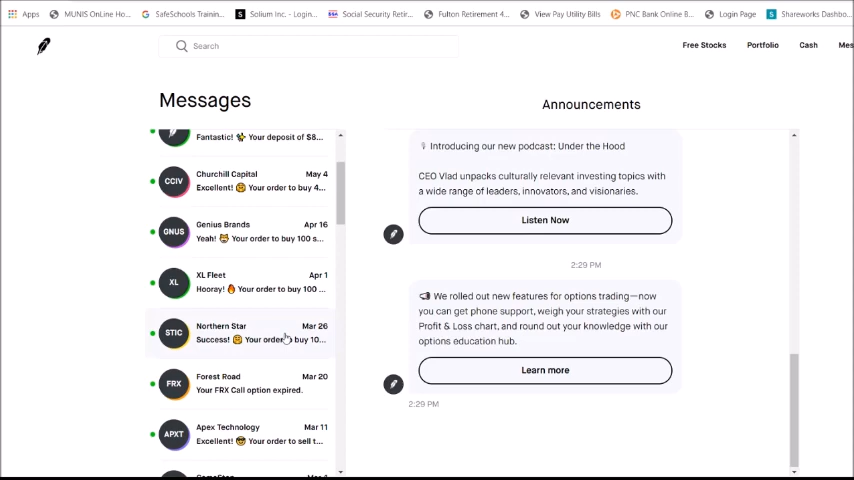 Apps MUNIS OnLine Ho... SafeSchools Trainin... Solium Inc. - Login... Social Security Retir... Fulton Retirement 4... View Pay Utility Bills PNC Bank Online B... Login Page Shareworks Dashbo...
Search
Free Stocks Portfolio Cash Mes
Messages
Fantastic! ✨ Your deposit of $8...
CCIV
Churchill Capital May 4
Excellent! 🤗 Your order to buy 4...
GNUS
Genius Brands Apr 16
Yeah! 😸 Your order to buy 100 s...
XL
XL Fleet Apr 1
Hooray! 🔥 Your order to buy 100 ...
STIC
Northern Star Mar 26
Success! 🤗 Your order to buy 10...
FRX
Forest Road Mar 20
Your FRX Call option expired.
APXT
Apex Technology Mar 11
Excellent! 😎 Your order to sell t...
Announcements
🎙 Introducing our new podcast: Under the Hood
CEO Vlad unpacks culturally relevant investing topics with
a wide range of leaders, innovators, and visionaries.
Listen Now
2:29 PM
📣 We rolled out new features for options trading—now
you can get phone support, weigh your strategies with our
Profit & Loss chart, and round out your knowledge with our
options education hub.
Learn more
2:29 PM